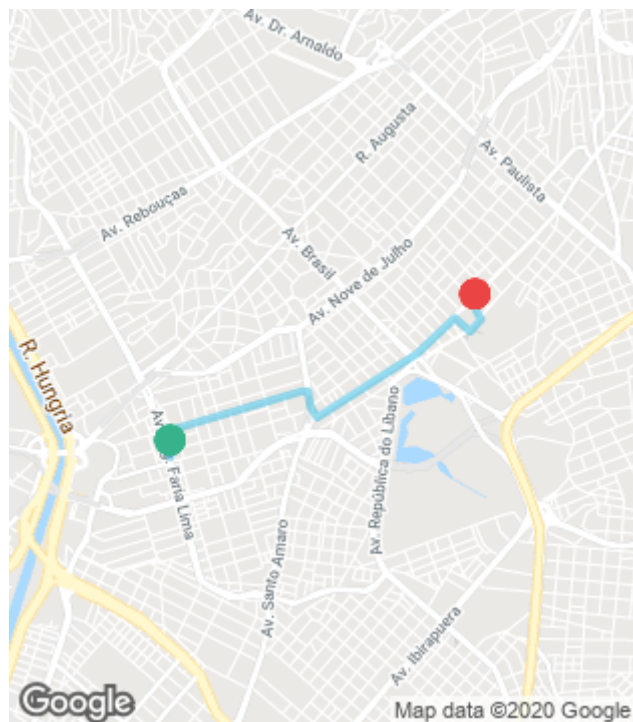 Av. Dr. Arnaldo
R. Augusta
Av. Paulista
Av. Rebouças
Av. Brasil
Av. Nove de Julho
R. Hungria
Av. República do Líbano
Faria Lima
Av. Santo Amaro
Av. Ibirapuera
Google
Map data ©2020 Google